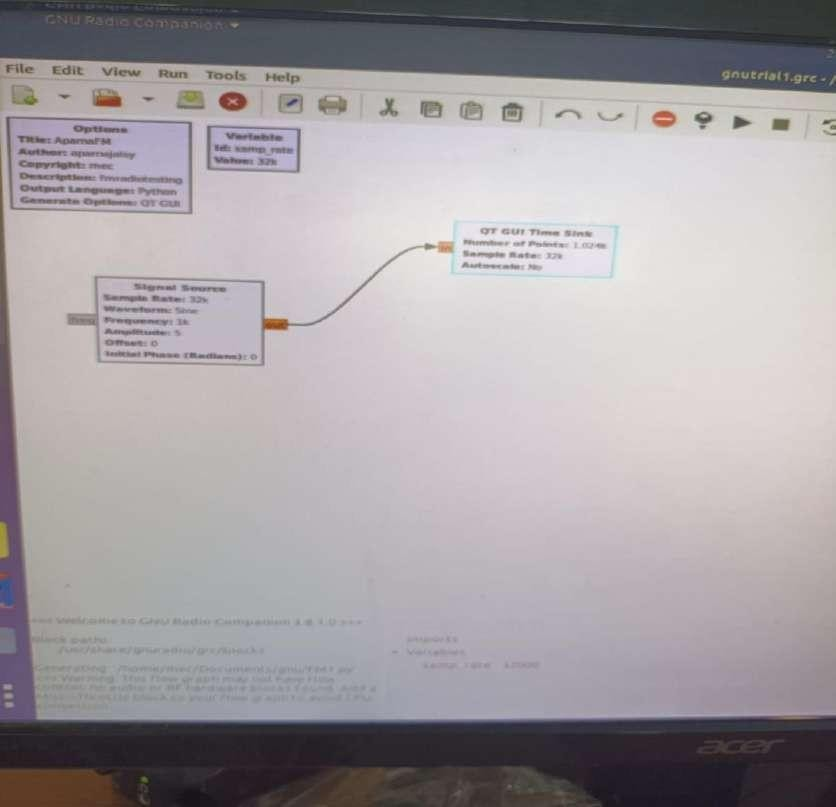 GNU Radio Companion
File Edit View Run Tools Help
gnutrial1.grc - /
Options
Title: AparnaFM
Author: aparnajaisy
Copyright: mec
Description: fmradiotesting
Output Language: Python
Generate Options: QT GUI
Variable
Id: samp_rate
Value: 32k
QT GUI Time Sink
Number of Points: 1.024k
Sample Rate: 32k
Autoscale: No
in
Signal Source
Sample Rate: 32k
Waveform: Sine
Frequency: 1k
Amplitude: 5
Offset: 0
Initial Phase (Radians): 0
freq
out
<<< Welcome to GNU Radio Companion 3.8.1.0 >>>
Block paths:
/usr/share/gnuradio/grc/blocks
Generating: '/home/mec/Documents/gnu/FM1.py'
>>> Warning: This flow graph may not have flow
control: no audio or RF hardware blocks found. Add a
Misc->Throttle block to your flow graph to avoid CPU
congestion.
Imports
Variables
samp_rate 32000
acer